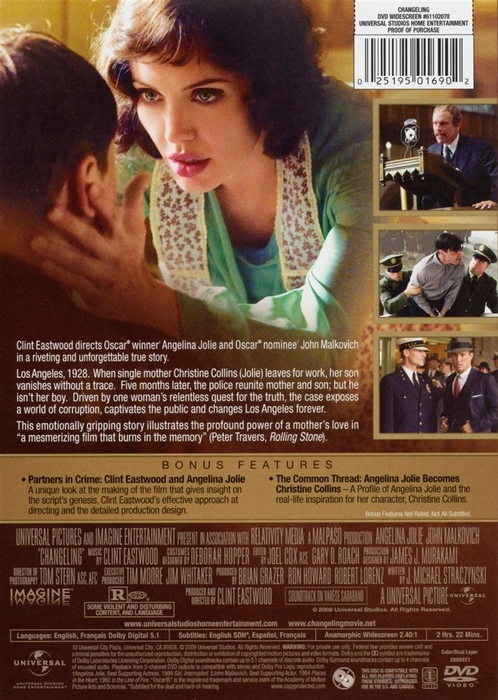 CHANGELING
DVD WIDESCREEN #61102078
UNIVERSAL STUDIOS HOME ENTERTAINMENT
PROOF OF PURCHASE
0 25195 01690 2
Clint Eastwood directs Oscar® winner* Angelina Jolie and Oscar® nominee* John Malkovich
in a riveting and unforgettable true story.
Los Angeles, 1928. When single mother Christine Collins (Jolie) leaves for work, her son
vanishes without a trace. Five months later, the police reunite mother and son; but he
isn't her boy. Driven by one woman's relentless quest for the truth, the case exposes
a world of corruption, captivates the public and changes Los Angeles forever.
This emotionally gripping story illustrates the profound power of a mother's love in
"a mesmerizing film that burns in the memory" (Peter Travers, Rolling Stone).
BONUS FEATURES
• Partners in Crime: Clint Eastwood and Angelina Jolie
A unique look at the making of the film that gives insight on
the script's genesis, Clint Eastwood's effective approach at
directing and the detailed production design.
• The Common Thread: Angelina Jolie Becomes
Christine Collins – A Profile of Angelina Jolie and the
real-life inspiration for her character, Christine Collins.
Bonus Features Not Rated, Not All Subtitled.
UNIVERSAL PICTURES AND IMAGINE ENTERTAINMENT PRESENT IN ASSOCIATION WITH RELATIVITY MEDIA A MALPASO PRODUCTION ANGELINA JOLIE JOHN MALKOVICH
"CHANGELING" MUSIC BY CLINT EASTWOOD COSTUMES DESIGNED BY DEBORAH HOPPER EDITED BY JOEL COX, ACE GARY D. ROACH PRODUCTION DESIGNED BY JAMES J. MURAKAMI
DIRECTOR OF PHOTOGRAPHY TOM STERN, ASC, AFC EXECUTIVE PRODUCERS TIM MOORE JIM WHITAKER PRODUCED BY BRIAN GRAZER RON HOWARD ROBERT LORENZ WRITTEN BY J. MICHAEL STRACZYNSKI
IMAGINE
R
SOME VIOLENT AND DISTURBING
CONTENT, AND LANGUAGE
PRODUCED AND DIRECTED BY CLINT EASTWOOD
SOUNDTRACK ON VARÈSE SARABANDE
A UNIVERSAL PICTURE
UNIVERSAL
© 2008 Universal Studios. All Rights Reserved.
www.universalstudiosentertainment.com www.changelingmovie.net
Languages: English, Français Dolby Digital 5.1
Subtitles: English SDH*, Español, Français
Anamorphic Widescreen 2.40:1
2 Hrs. 22 Mins.
UNIVERSAL
DVD
VIDEO